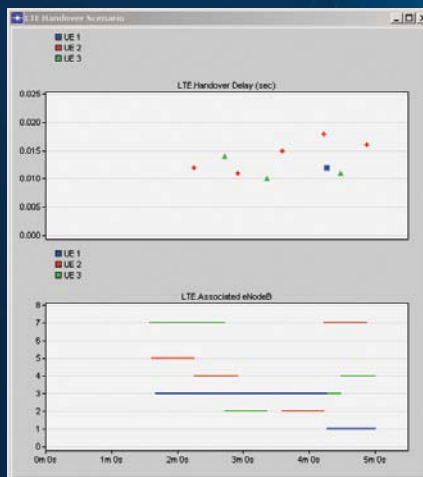 LTE Handover Scenario
UE 1
UE 2
UE 3
LTE.Handover Delay (sec)
0.025
0.020
0.015
0.010
0.005
0.000
UE 1
UE 2
UE 3
LTE.Associated eNodeB
8
7
6
5
4
3
2
1
0
0m 0s
1m 0s
2m 0s
3m 0s
4m 0s
5m 0s